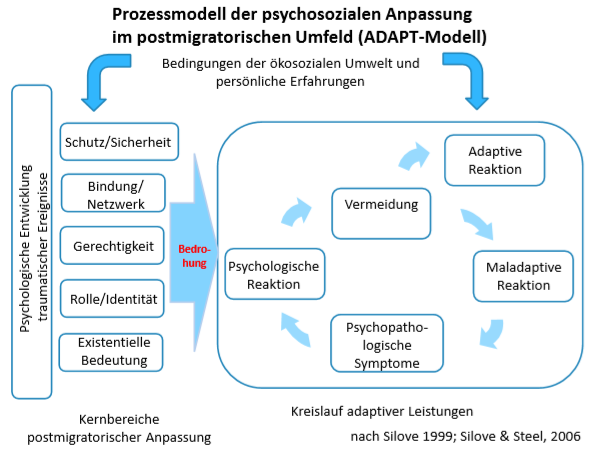 Prozessmodell der psychosozialen Anpassung
im postmigratorischen Umfeld (ADAPT-Modell)
Bedingungen der ökosozialen Umwelt und
persönliche Erfahrungen
Psychologische Entwicklung
traumatischer Ereignisse
Schutz/Sicherheit
Bindung/
Netzwerk
Gerechtigkeit
Rolle/Identität
Existentielle
Bedeutung
Bedro-
hung
Adaptive
Reaktion
Vermeidung
Psychologische
Reaktion
Maladaptive
Reaktion
Psychopatho-
logische
Symptome
Kernbereiche
postmigratorischer Anpassung
Kreislauf adaptiver Leistungen
nach Silove 1999; Silove & Steel, 2006